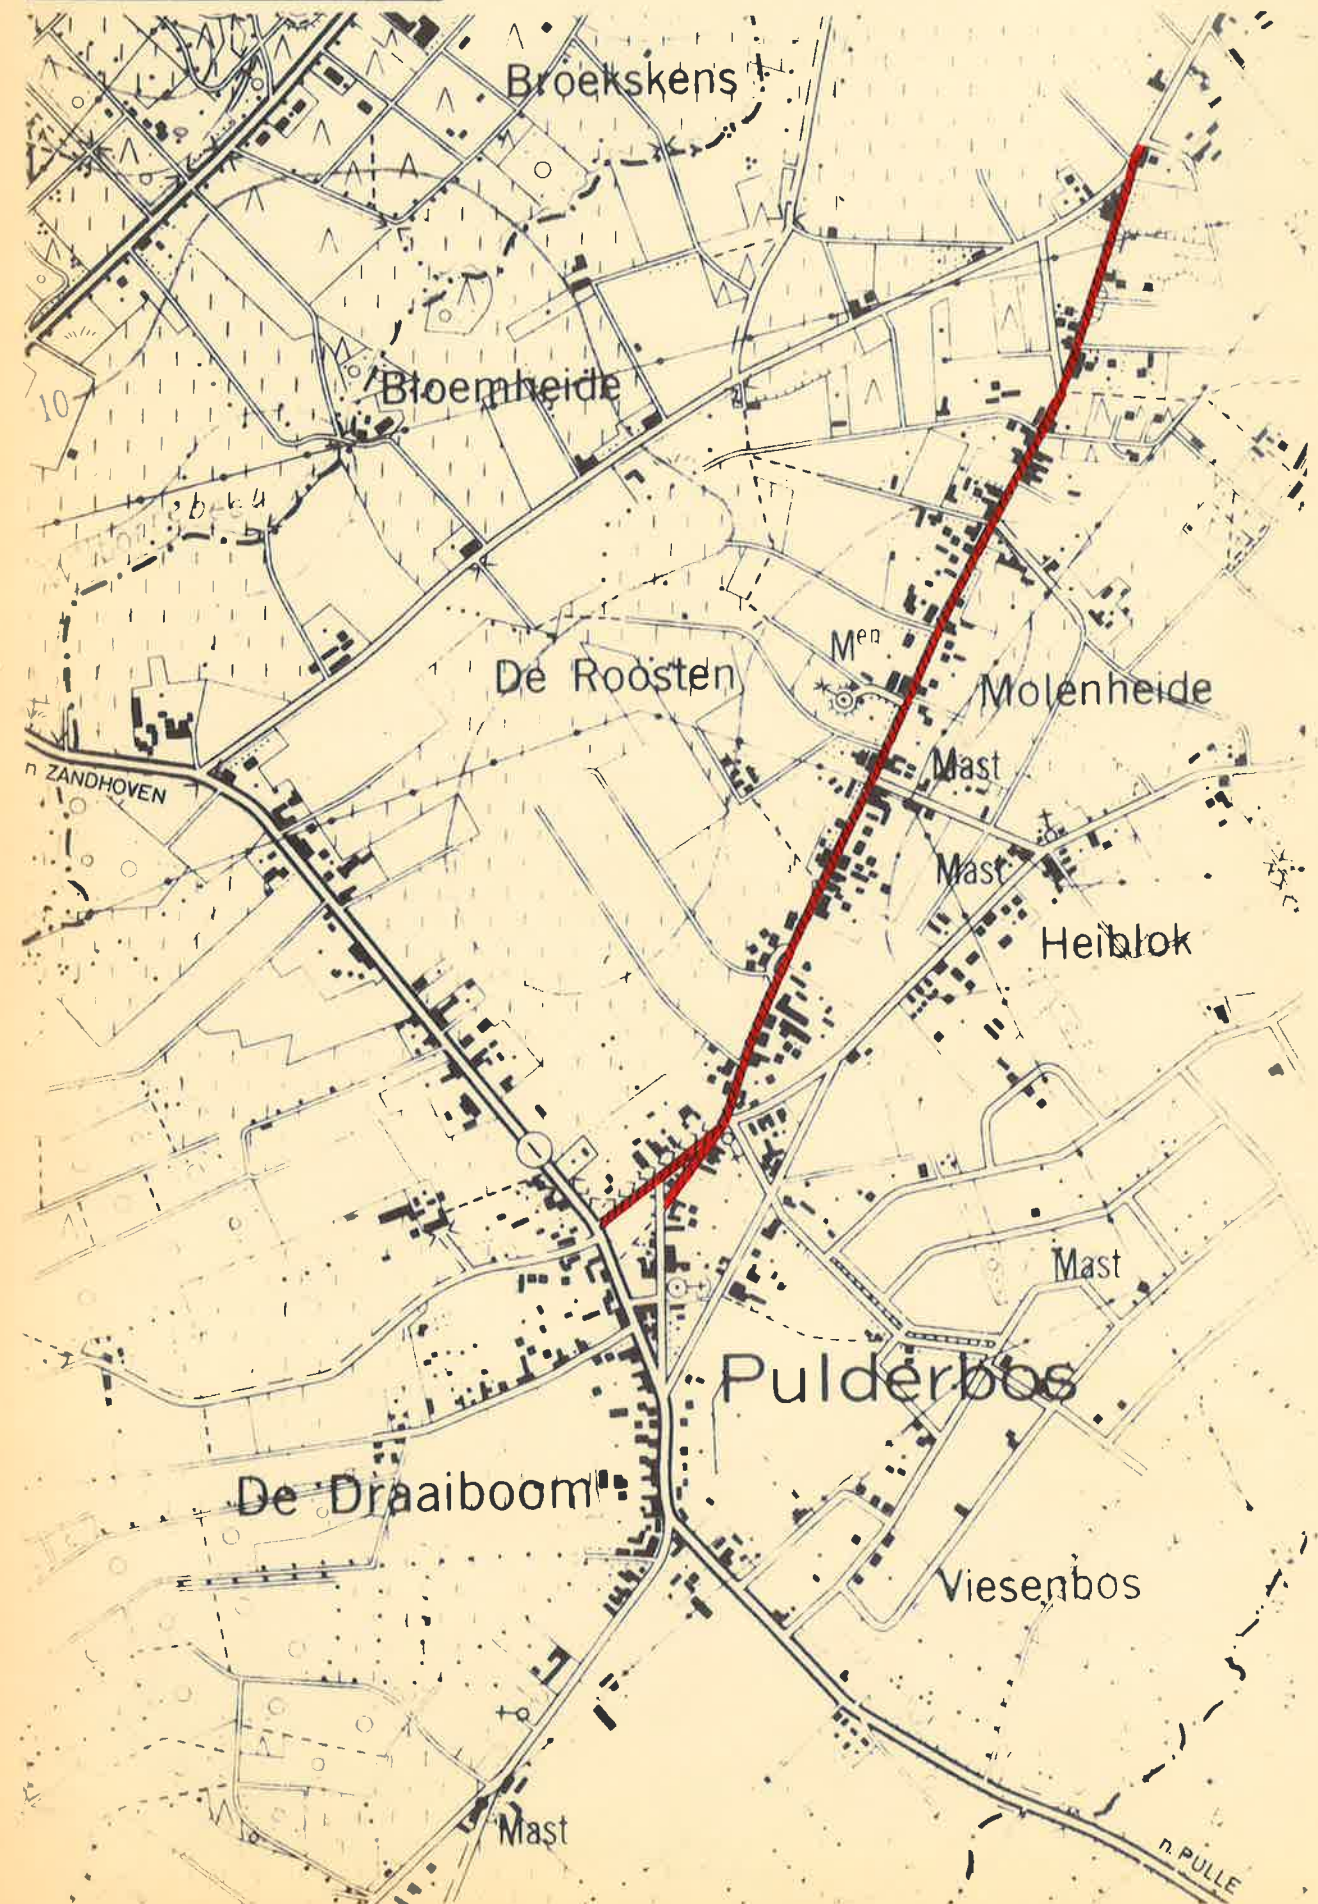 Broekskens
Bloemheide
10
De Roosten
Mᵉⁿ
Molenheide
n ZANDHOVEN
Mast
Mast
Heiblok
Mast
Pulderbos
De Draaiboom
Viesenbos
Mast
n. PULLE